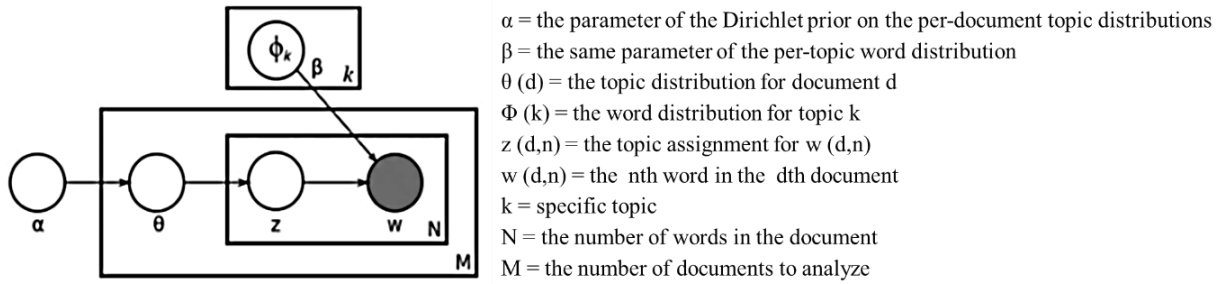 ϕk
β
k
α
θ
z
w
N
M
α = the parameter of the Dirichlet prior on the per-document topic distributions
β = the same parameter of the per-topic word distribution
θ (d) = the topic distribution for document d
Φ (k) = the word distribution for topic k
z (d,n) = the topic assignment for w (d,n)
w (d,n) = the nth word in the dth document
k = specific topic
N = the number of words in the document
M = the number of documents to analyze